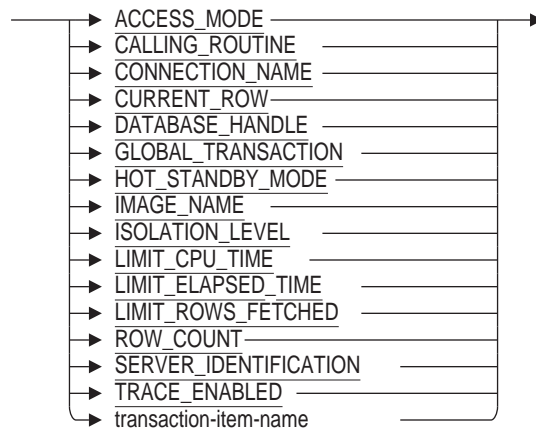 ACCESS_MODE
CALLING_ROUTINE
CONNECTION_NAME
CURRENT_ROW
DATABASE_HANDLE
GLOBAL_TRANSACTION
HOT_STANDBY_MODE
IMAGE_NAME
ISOLATION_LEVEL
LIMIT_CPU_TIME
LIMIT_ELAPSED_TIME
LIMIT_ROWS_FETCHED
ROW_COUNT
SERVER_IDENTIFICATION
TRACE_ENABLED
transaction-item-name